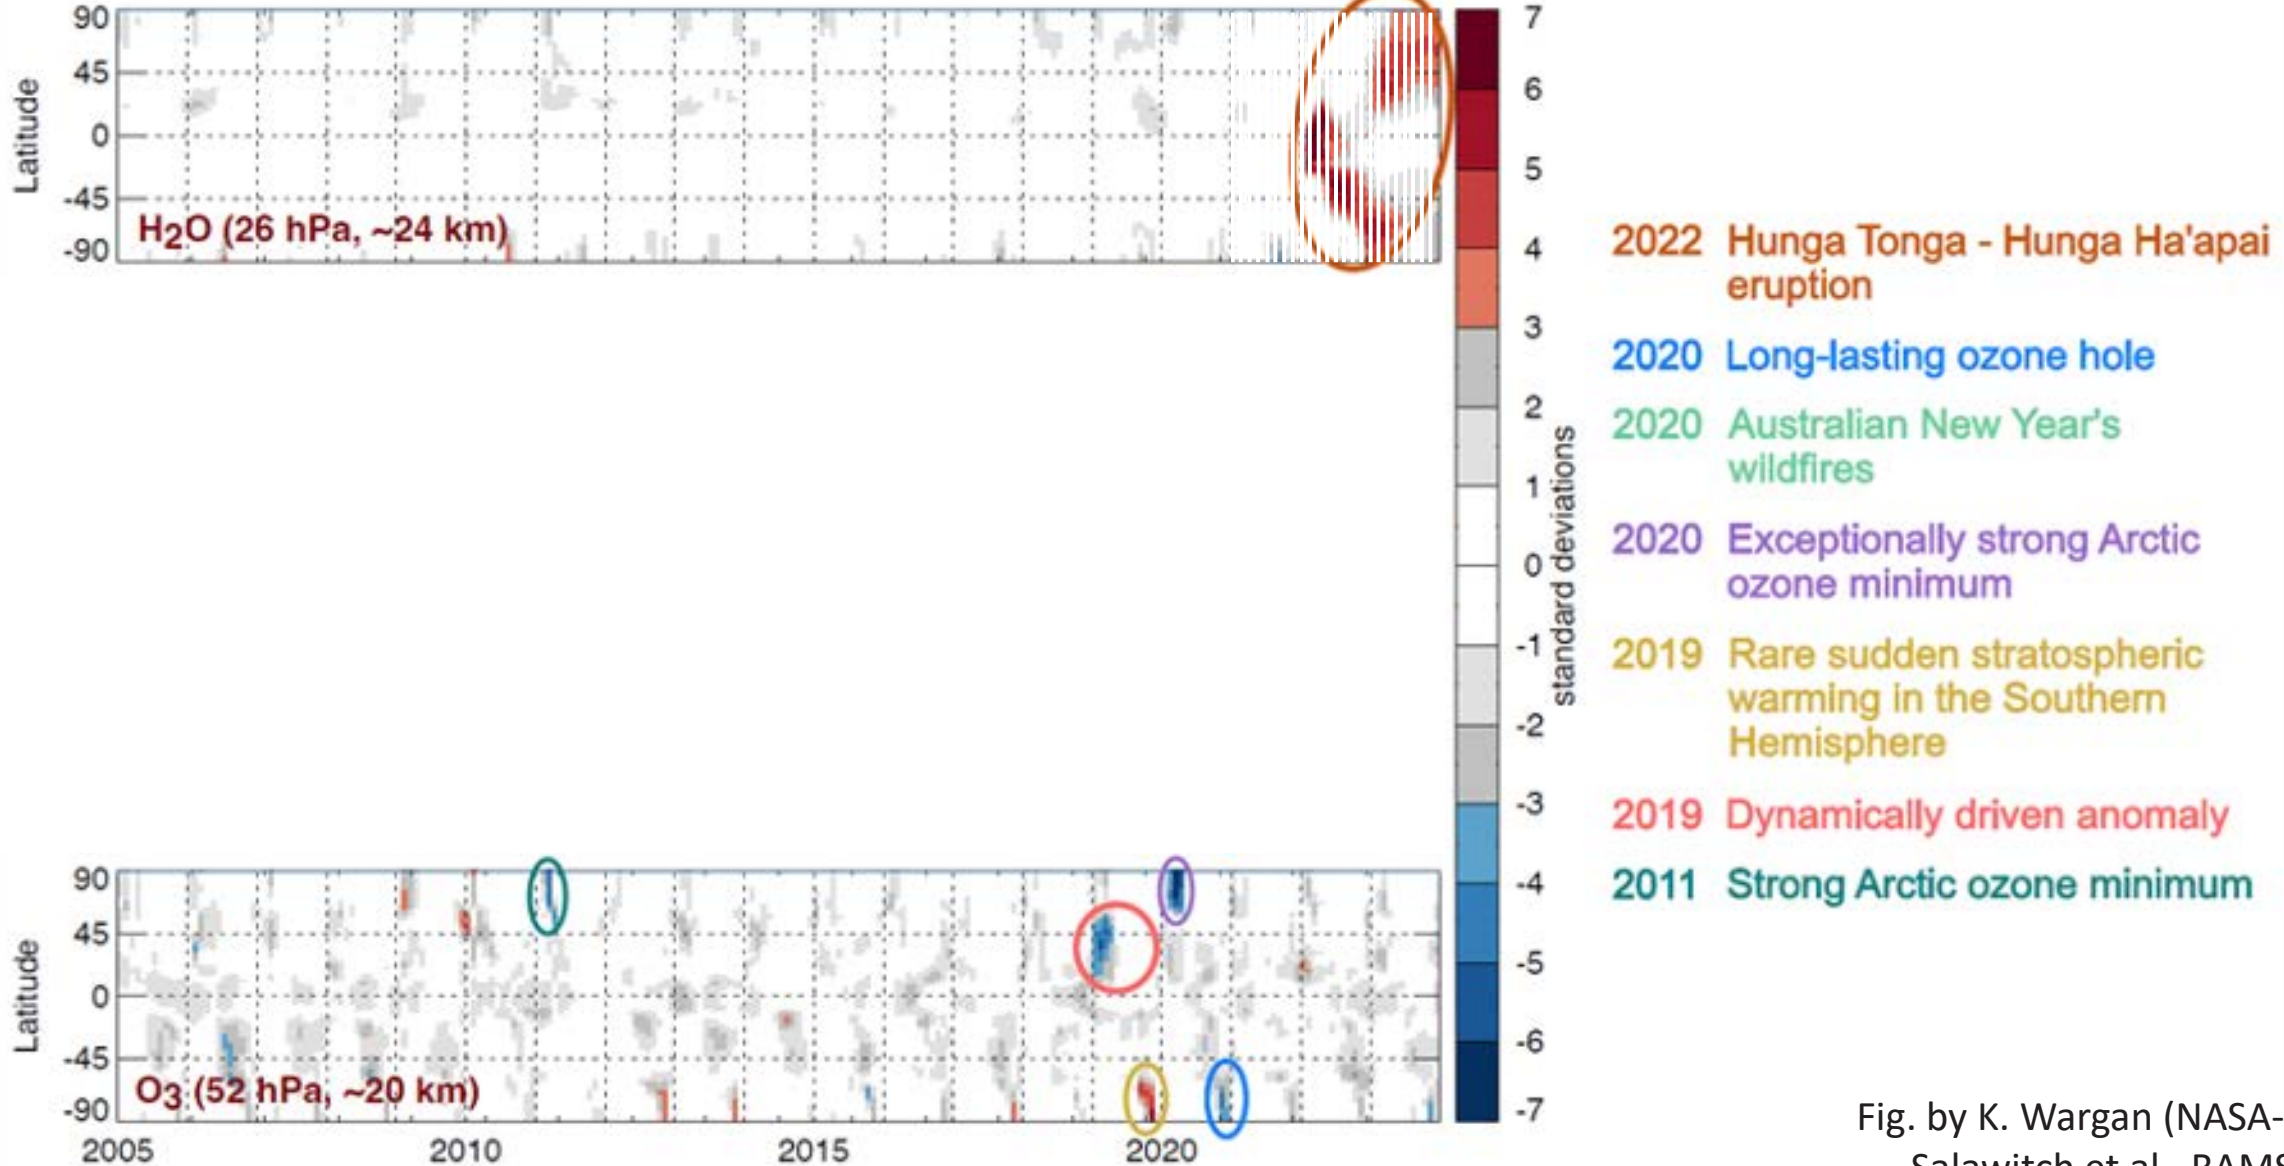 90
45
0
-45
-90
Latitude
H2O (26 hPa, ~24 km)
7
6
5
4
3
2
1
0
-1
-2
-3
-4
-5
-6
-7
standard deviations
2022 Hunga Tonga - Hunga Ha'apai
eruption
2020 Long-lasting ozone hole
2020 Australian New Year's
wildfires
2020 Exceptionally strong Arctic
ozone minimum
2019 Rare sudden stratospheric
warming in the Southern
Hemisphere
2019 Dynamically driven anomaly
2011 Strong Arctic ozone minimum
90
45
0
-45
-90
Latitude
O3 (52 hPa, ~20 km)
2005 2010 2015 2020
Fig. by K. Wargan (NASA-
Salawitch et al., BAMS